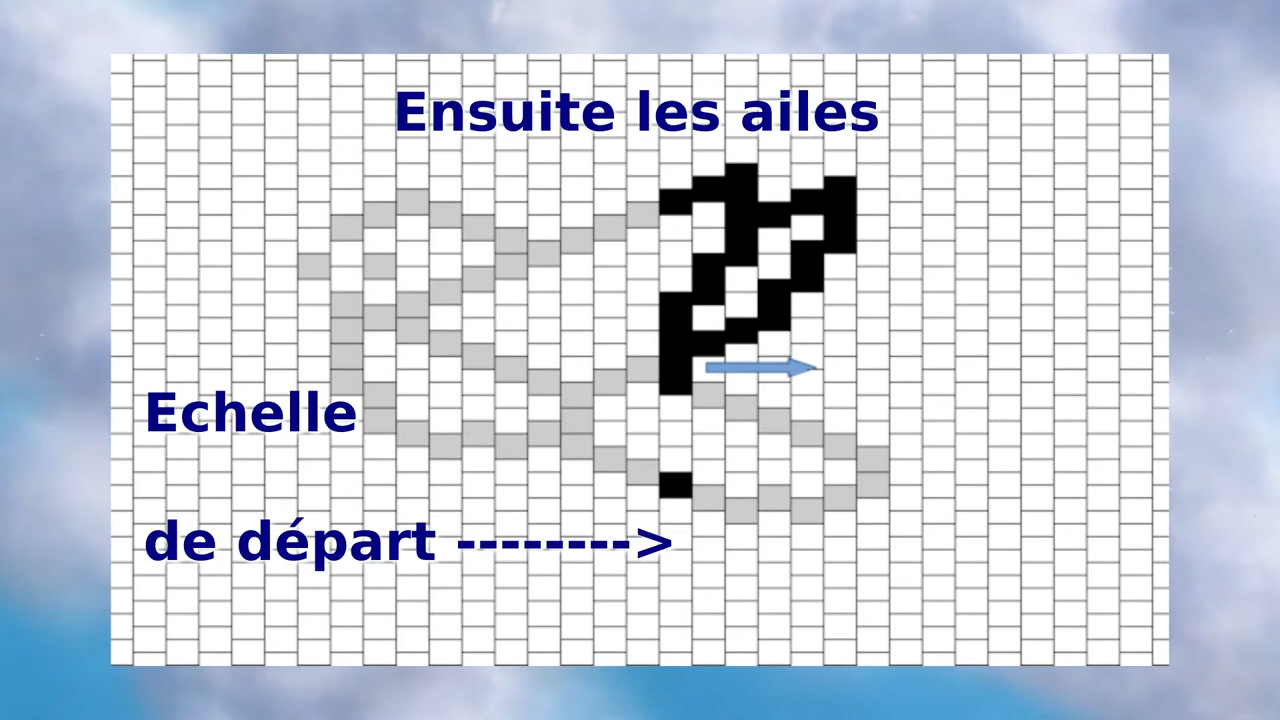 Ensuite les ailes
Echelle
de départ -------->